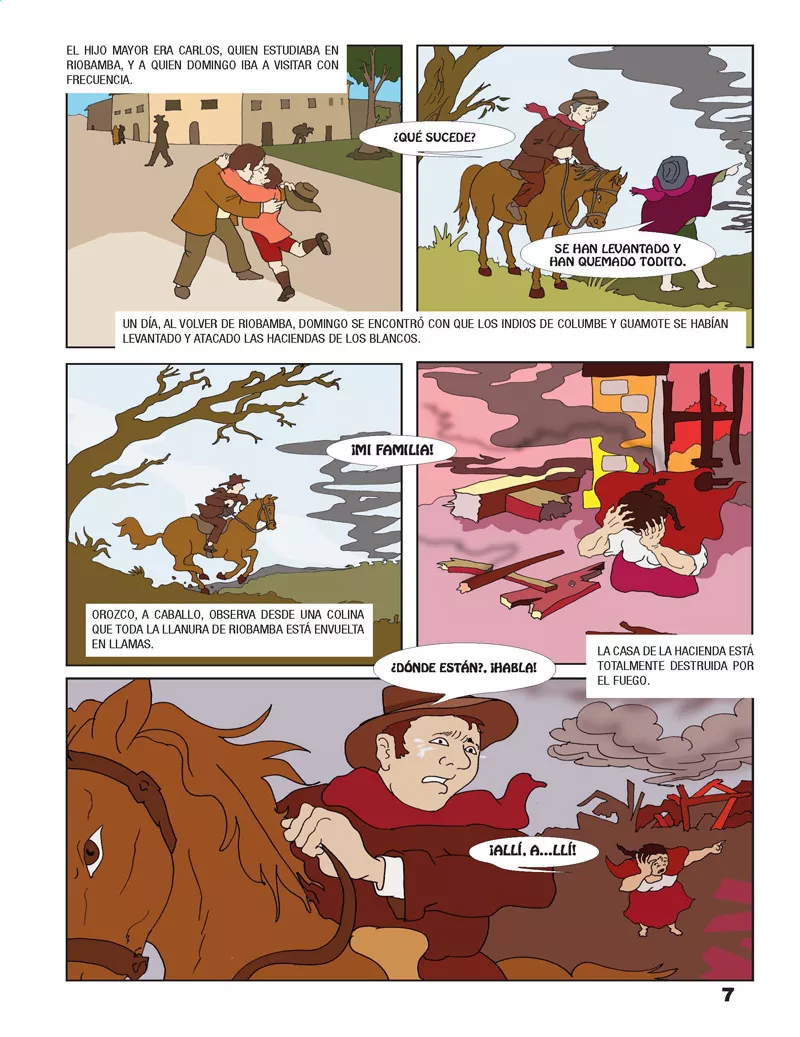 EL HIJO MAYOR ERA CARLOS, QUIEN ESTUDIABA EN
RIOBAMBA, Y A QUIEN DOMINGO IBA A VISITAR CON
FRECUENCIA.
¿QUÉ SUCEDE?
SE HAN LEVANTADO Y
HAN QUEMADO TODITO.
UN DÍA, AL VOLVER DE RIOBAMBA, DOMINGO SE ENCONTRÓ CON QUE LOS INDIOS DE COLUMBE Y GUAMOTE SE HABÍAN
LEVANTADO Y ATACADO LAS HACIENDAS DE LOS BLANCOS.
¡MI FAMILIA!
OROZCO, A CABALLO, OBSERVA DESDE UNA COLINA
QUE TODA LA LLANURA DE RIOBAMBA ESTÁ ENVUELTA
EN LLAMAS.
LA CASA DE LA HACIENDA ESTÁ
TOTALMENTE DESTRUIDA POR
EL FUEGO.
¿DÓNDE ESTÁN?, ¡HABLA!
¡ALLÍ, A...LLÍ!
7